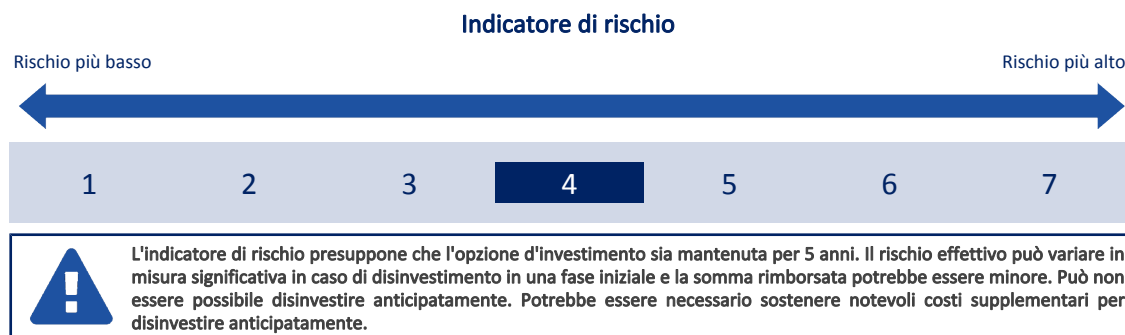 Indicatore di rischio
Rischio più basso
Rischio più alto
1 2 3 4 5 6 7
L'indicatore di rischio presuppone che l'opzione d'investimento sia mantenuta per 5 anni. Il rischio effettivo può variare in
misura significativa in caso di disinvestimento in una fase iniziale e la somma rimborsata potrebbe essere minore. Può non
essere possibile disinvestire anticipatamente. Potrebbe essere necessario sostenere notevoli costi supplementari per
disinvestire anticipatamente.